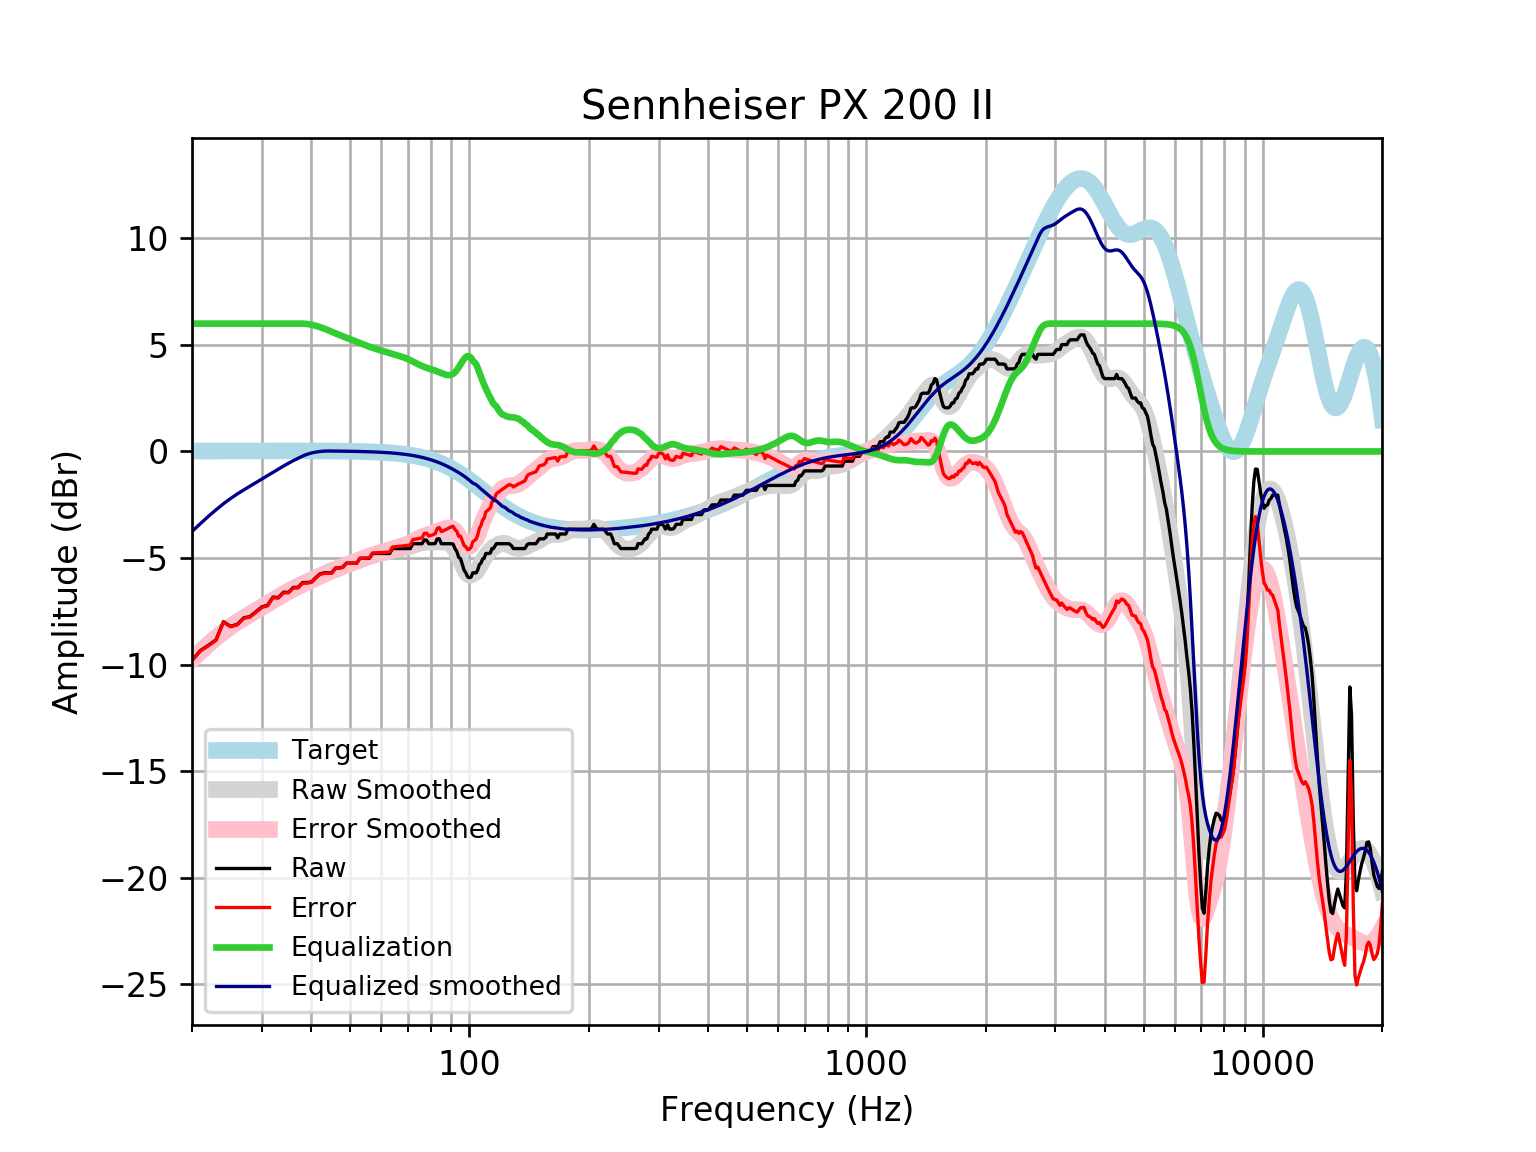 Sennheiser PX 200 II
Amplitude (dBr)
10
5
0
−5
−10
−15
−20
−25
Target
Raw Smoothed
Error Smoothed
Raw
Error
Equalization
Equalized smoothed
100 1000 10000
Frequency (Hz)